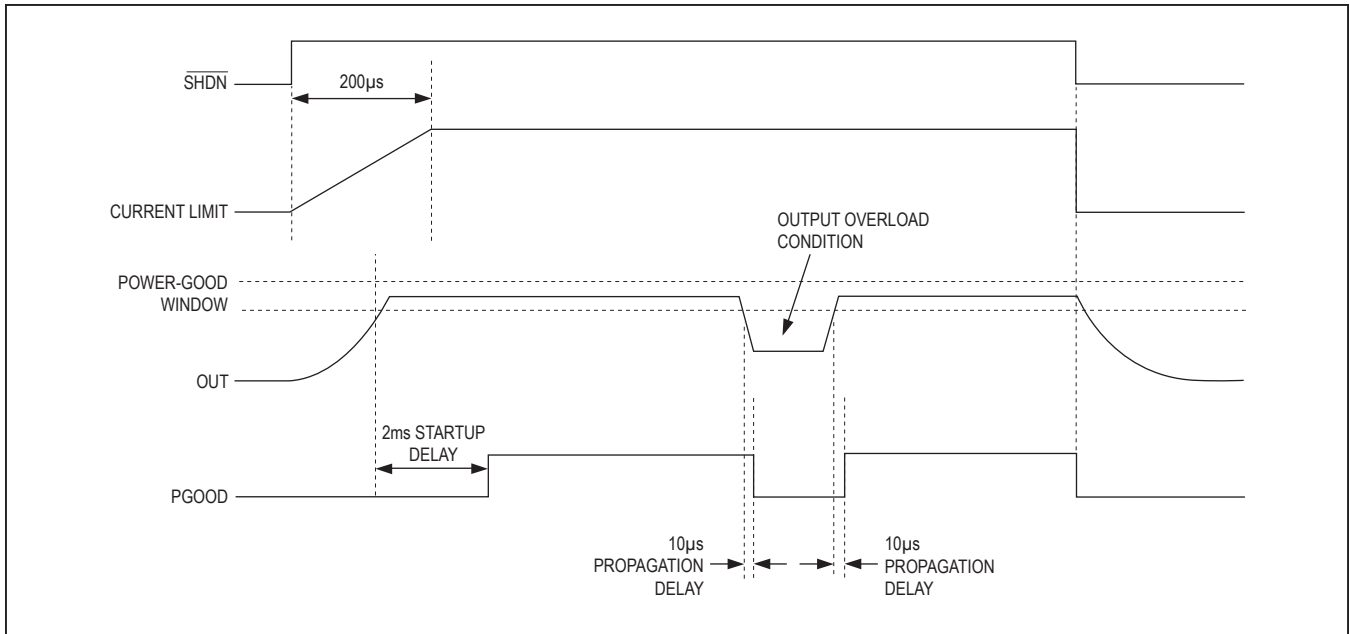 SHDN
200µs
CURRENT LIMIT
OUTPUT OVERLOAD
CONDITION
POWER-GOOD
WINDOW
OUT
2ms STARTUP
DELAY
PGOOD
10µs
PROPAGATION
DELAY
10µs
PROPAGATION
DELAY